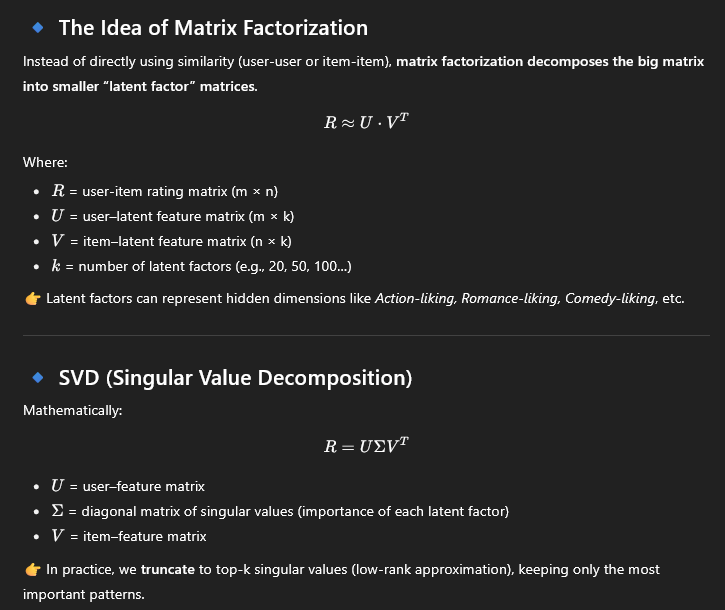 🔹 The Idea of Matrix Factorization
Instead of directly using similarity (user-user or item-item), matrix factorization decomposes the big matrix
into smaller “latent factor” matrices.
R ≈ U · Vᵀ
Where:
• R = user-item rating matrix (m × n)
• U = user–latent feature matrix (m × k)
• V = item–latent feature matrix (n × k)
• k = number of latent factors (e.g., 20, 50, 100...)
👉 Latent factors can represent hidden dimensions like Action-liking, Romance-liking, Comedy-liking, etc.
🔹 SVD (Singular Value Decomposition)
Mathematically:
R = UΣVᵀ
• U = user–feature matrix
• Σ = diagonal matrix of singular values (importance of each latent factor)
• V = item–feature matrix
👉 In practice, we truncate to top-k singular values (low-rank approximation), keeping only the most
important patterns.